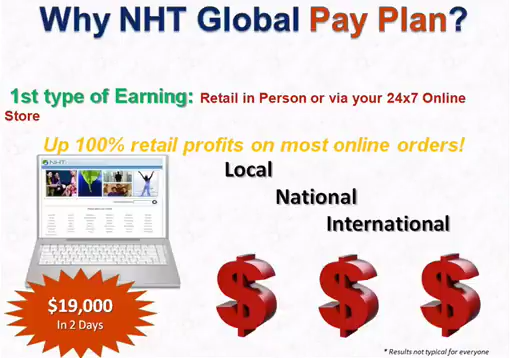 Why NHT Global Pay Plan?
1st type of Earning: Retail in Person or via your 24x7 Online
Store
Up 100% retail profits on most online orders!
Local
National
International
NHT
$19,000
In 2 Days
$ $ $
* Results not typical for everyone